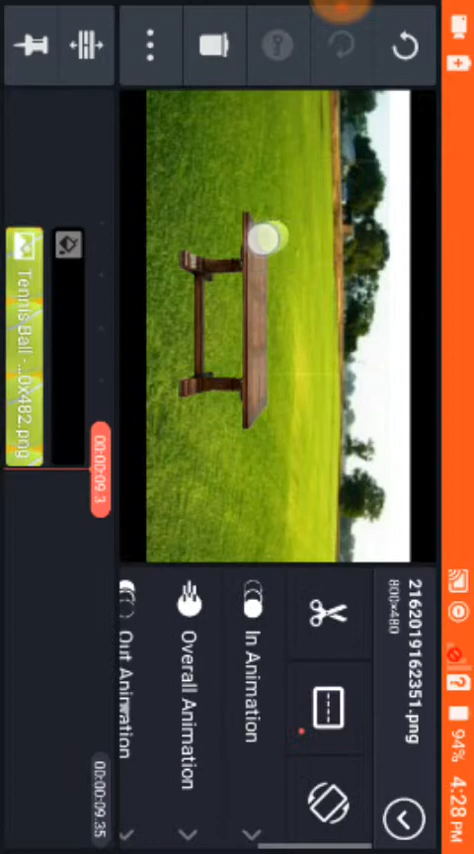 94% 4:28 PM
2162019162351.png
800×480
In Animation
Overall Animation
Out Animation
00:00:09.3
00:00:09.35
Tennis Ball -...0x482.png